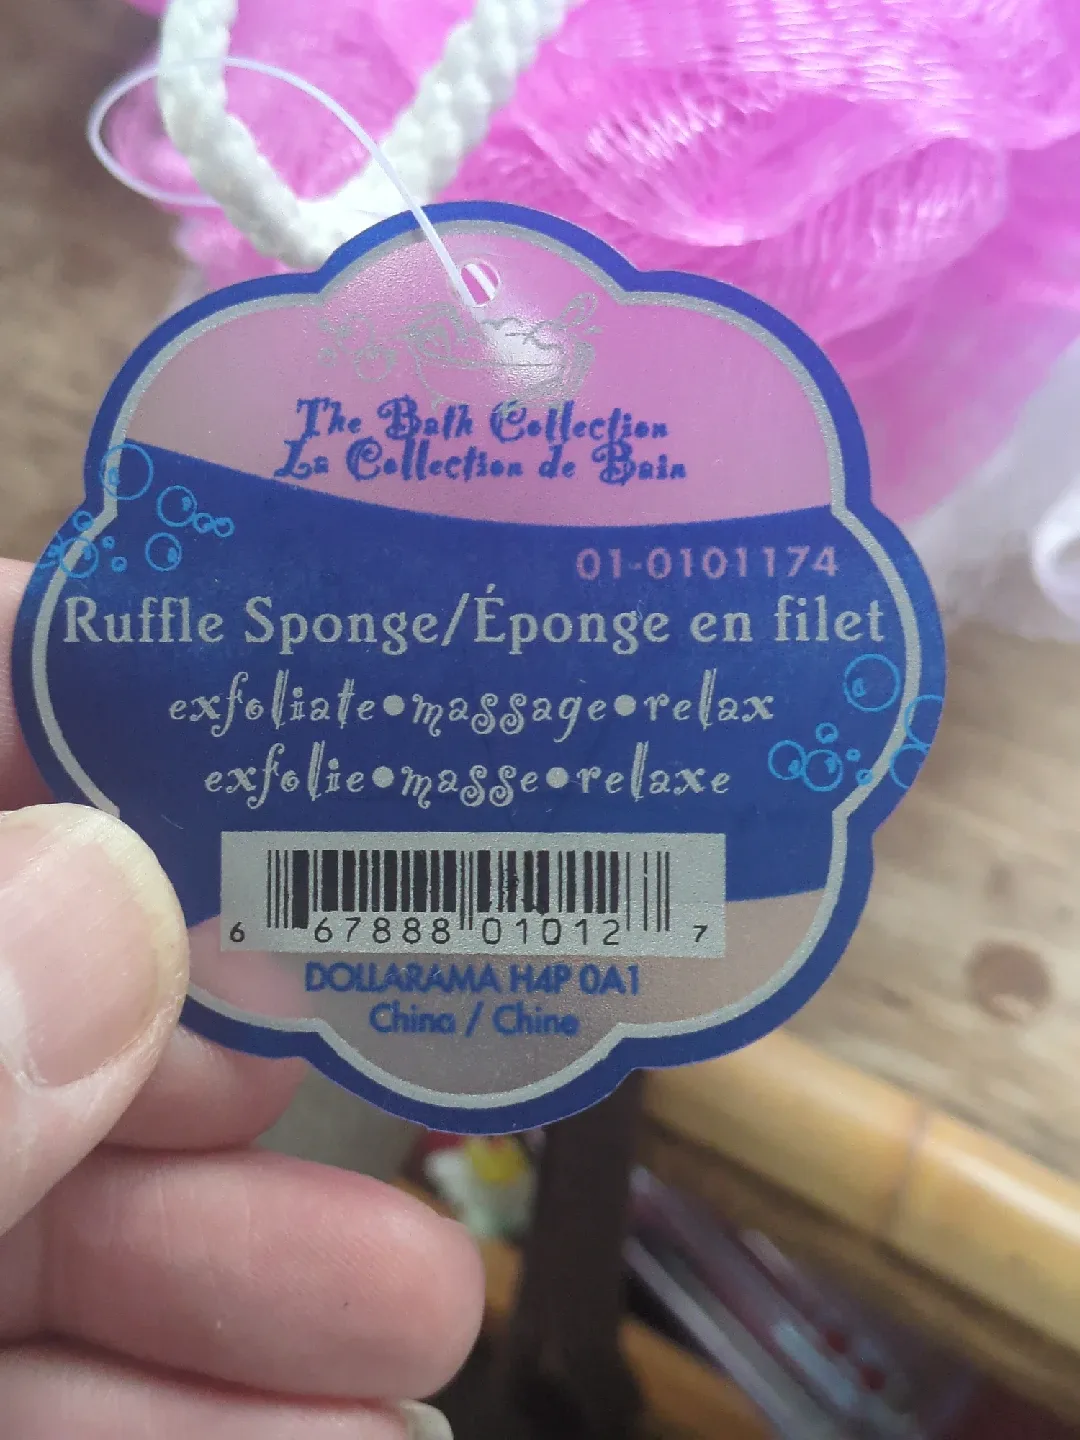 The Bath Collection
La Collection de Bain
01-0101174
Ruffle Sponge/Éponge en filet
exfoliate•massage•relax
exfolie•masse•relaxe
6 67888 01012 7
DOLLARAMA H4P 0A1
China / Chine